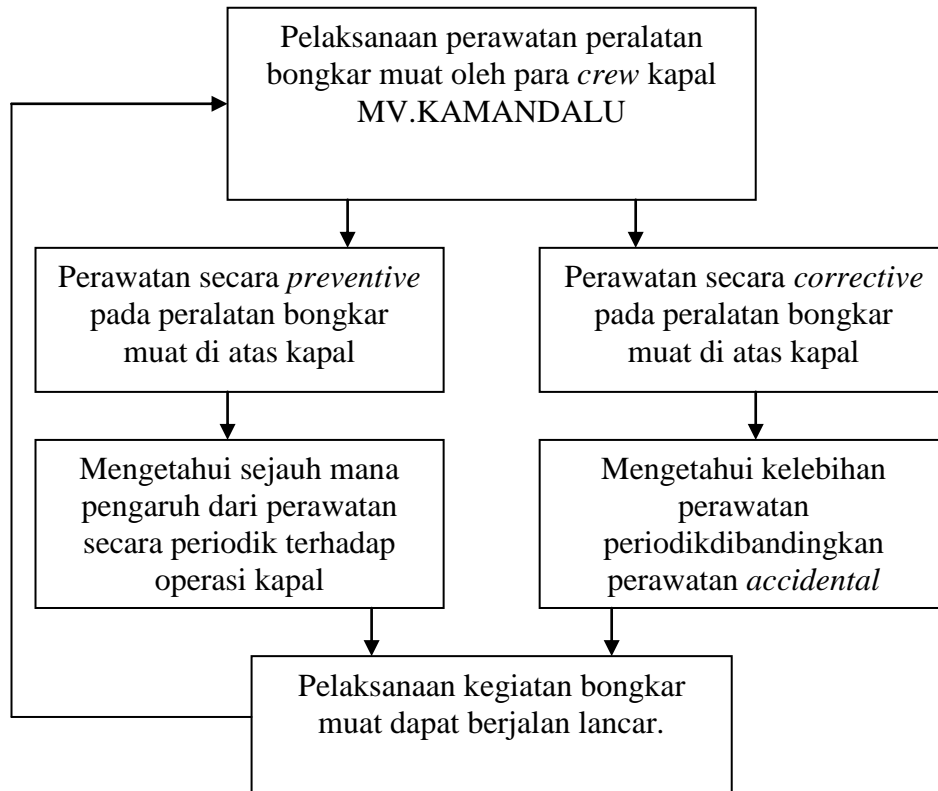 Pelaksanaan perawatan peralatan
bongkar muat oleh para crew kapal
MV.KAMANDALU
Perawatan secara preventive
pada peralatan bongkar
muat di atas kapal
Perawatan secara corrective
pada peralatan bongkar
muat di atas kapal
Mengetahui sejauh mana
pengaruh dari perawatan
secara periodik terhadap
operasi kapal
Mengetahui kelebihan
perawatan
periodikdibandingkan
perawatan accidental
Pelaksanaan kegiatan bongkar
muat dapat berjalan lancar.